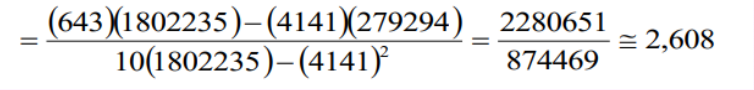 = (643)(1802235)−(4141)(279294) / 10(1802235)−(4141)² = 2280651 / 874469 ≅ 2,608